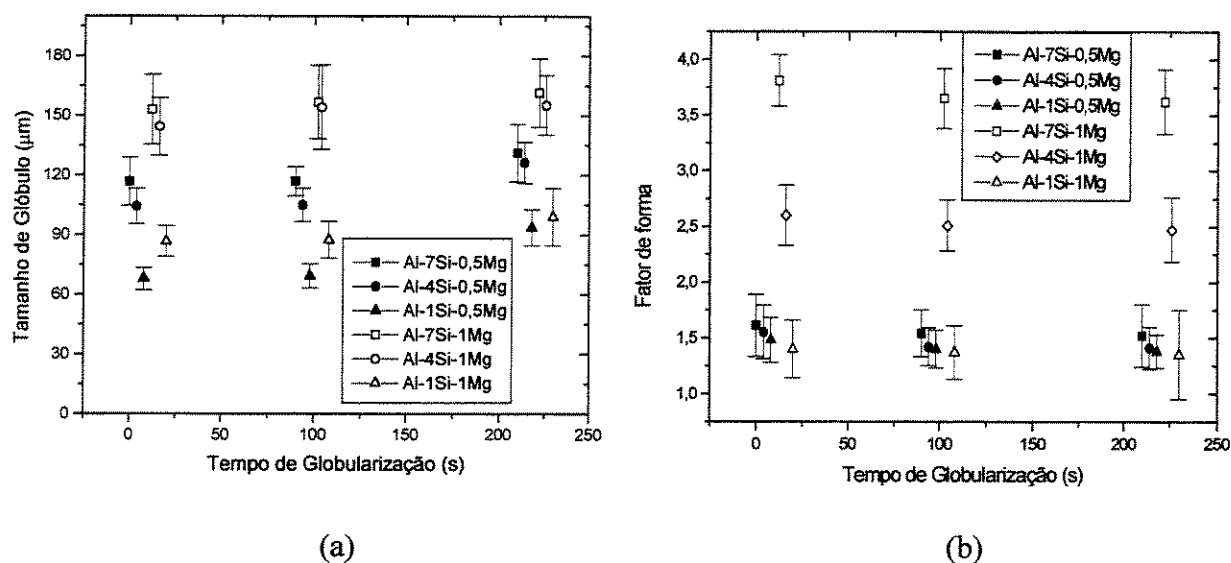 180
150
120
90
60
30
0
Tamanho de Glóbulo (µm)
Al-7Si-0,5Mg
Al-4Si-0,5Mg
Al-1Si-0,5Mg
Al-7Si-1Mg
Al-4Si-1Mg
Al-1Si-1Mg
0 50 100 150 200 250
Tempo de Globularização (s)
(a)
4,0
3,5
3,0
2,5
2,0
1,5
1,0
Fator de forma
Al-7Si-0,5Mg
Al-4Si-0,5Mg
Al-1Si-0,5Mg
Al-7Si-1Mg
Al-4Si-1Mg
Al-1Si-1Mg
0 50 100 150 200 250
Tempo de Globularização (s)
(b)